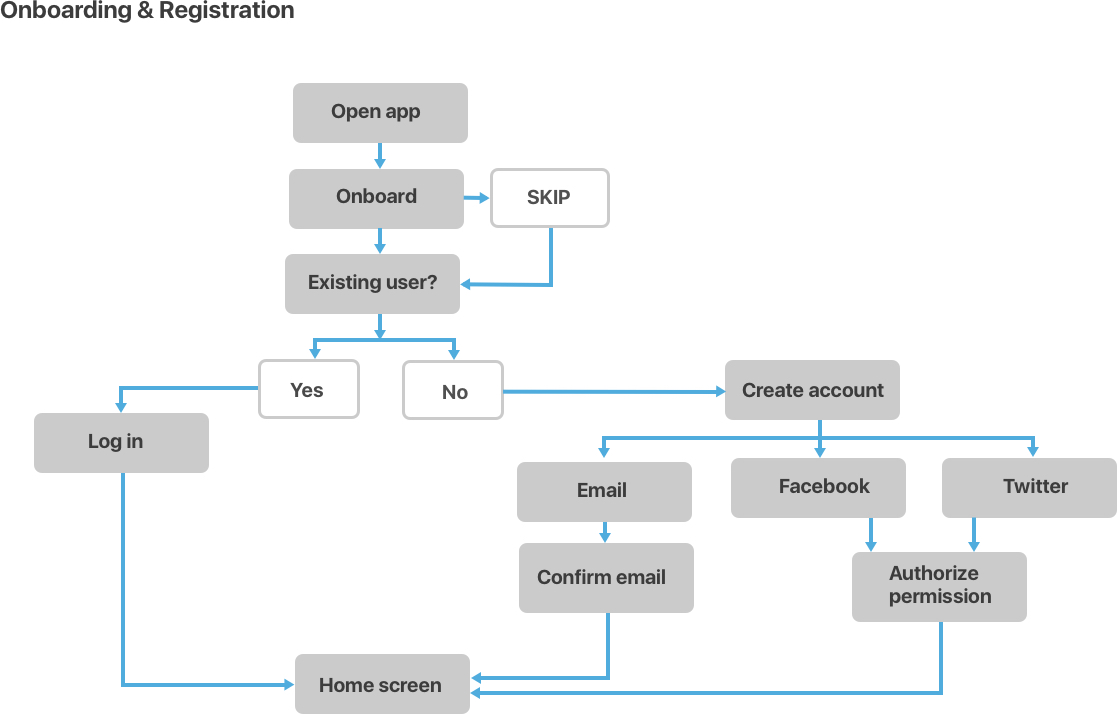 Onboarding & Registration
Open app
Onboard
SKIP
Existing user?
Yes
No
Create account
Log in
Email
Facebook
Twitter
Confirm email
Authorize
permission
Home screen